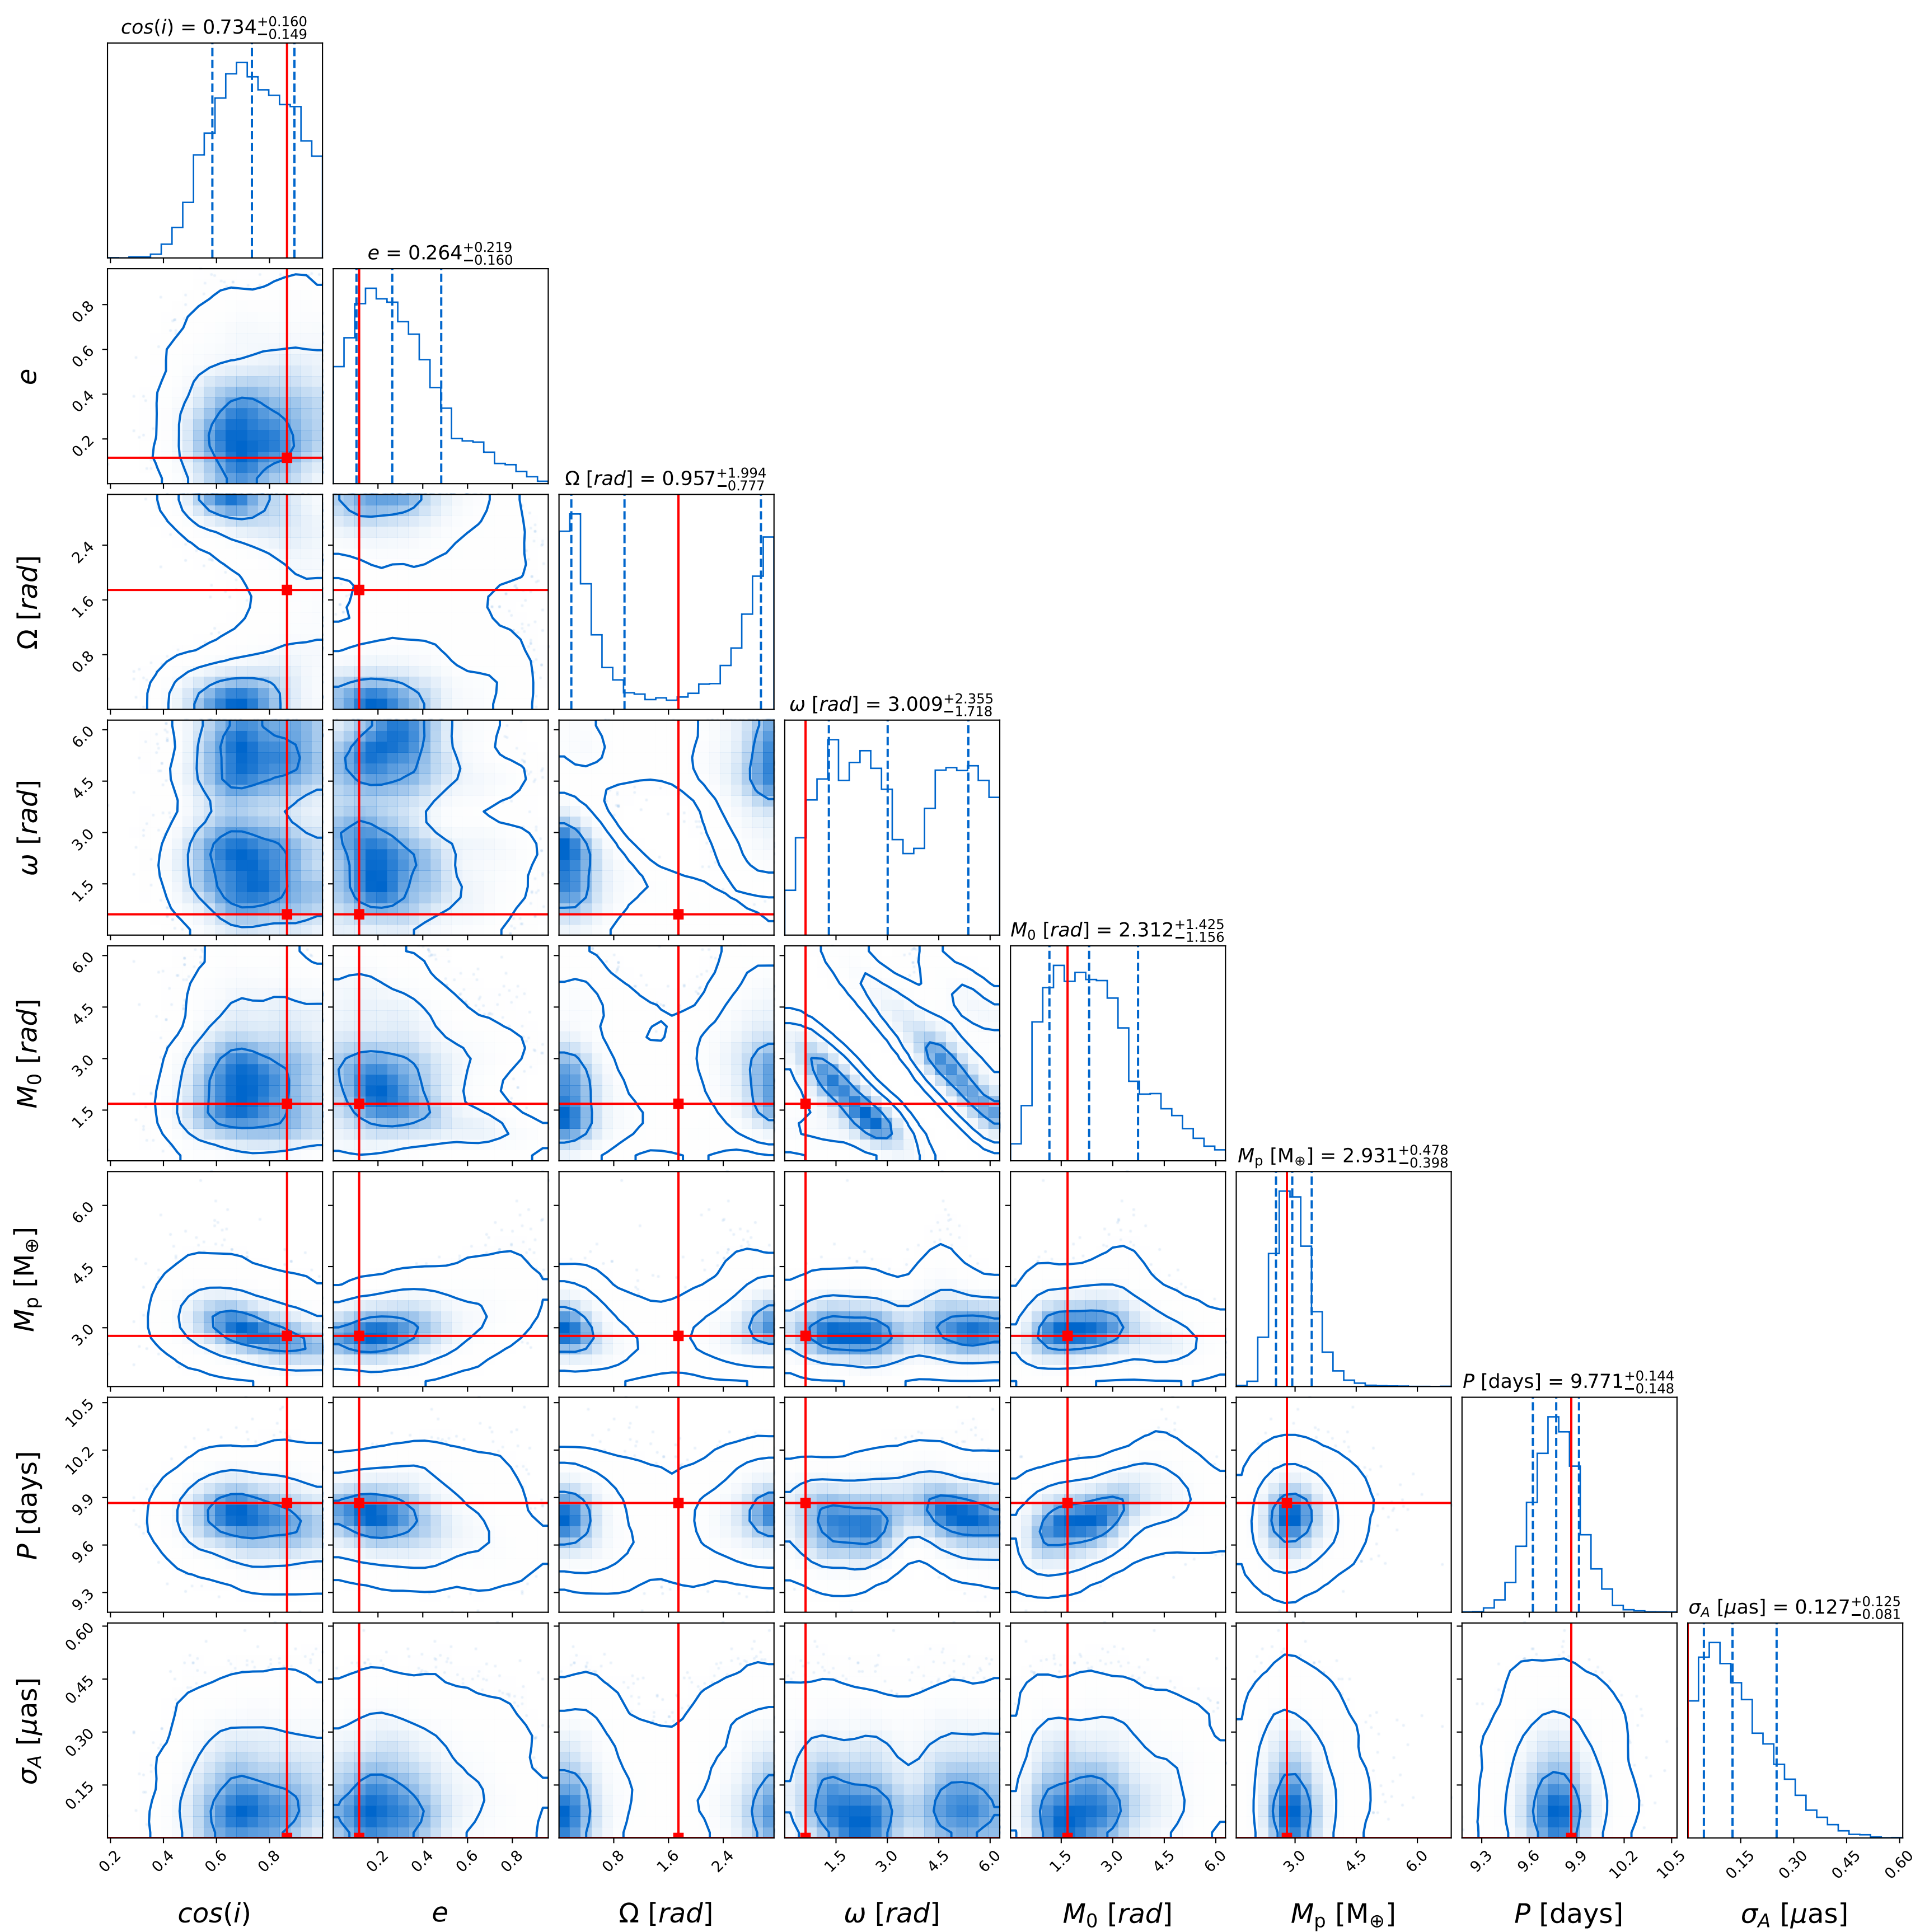 cos(i) = 0.734+0.160−0.149
e = 0.264+0.219−0.160
0.8
0.6
0.4
0.2
e
Ω [rad] = 0.957+1.994−0.777
2.4
1.6
0.8
Ω [rad]
ω [rad] = 3.009+2.355−1.718
6.0
4.5
3.0
1.5
ω [rad]
M0 [rad] = 2.312+1.425−1.156
6.0
4.5
3.0
1.5
M0 [rad]
Mp [M⊕] = 2.931+0.478−0.398
6.0
4.5
3.0
Mp [M⊕]
P [days] = 9.771+0.144−0.148
10.5
10.2
9.9
9.6
9.3
P [days]
σA [μas] = 0.127+0.125−0.081
0.60
0.45
0.30
0.15
σA [μas]
0.2 0.4 0.6 0.8 0.2 0.4 0.6 0.8 0.8 1.6 2.4 1.5 3.0 4.5 6.0 1.5 3.0 4.5 6.0 3.0 4.5 6.0 9.3 9.6 9.9 10.2 10.5 0.15 0.30 0.45 0.60
cos(i) e Ω [rad] ω [rad] M0 [rad] Mp [M⊕] P [days] σA [μas]